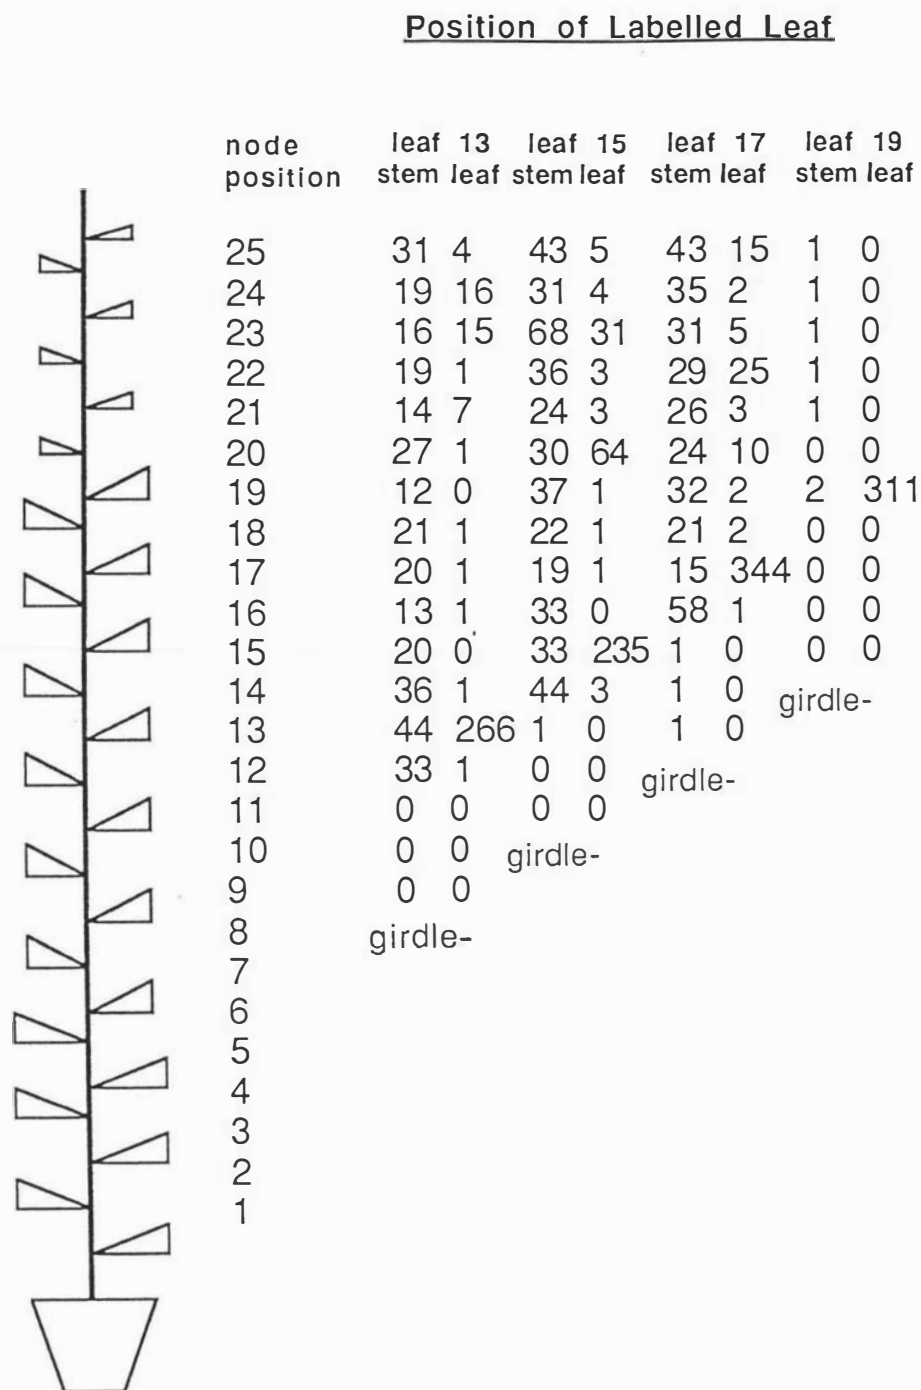 Position of Labelled Leaf
node leaf 13 leaf 15 leaf 17 leaf 19
position stem leaf stem leaf stem leaf stem leaf
25 31 4 43 5 43 15 1 0
24 19 16 31 4 35 2 1 0
23 16 15 68 31 31 5 1 0
22 19 1 36 3 29 25 1 0
21 14 7 24 3 26 3 1 0
20 27 1 30 64 24 10 0 0
19 12 0 37 1 32 2 2 311
18 21 1 22 1 21 2 0 0
17 20 1 19 1 15 344 0 0
16 13 1 33 0 58 1 0 0
15 20 0 33 235 1 0 0 0
14 36 1 44 3 1 0 girdle-
13 44 266 1 0 1 0
12 33 1 0 0 girdle-
11 0 0 0 0
10 0 0 girdle-
9 0 0
8 girdle-
7
6
5
4
3
2
1